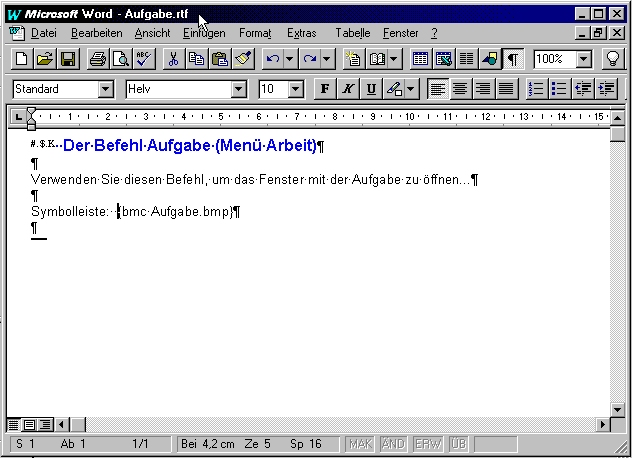 Microsoft Word - Aufgabe.rtf
Datei Bearbeiten Ansicht Einfügen Format Extras Tabelle Fenster ?
ABC 100%
Standard Helv 10 F K U
1 2 3 4 5 6 7 8 9 10 11 12 13 14 15
#.$.K..Der·Befehl·Aufgabe·(Menü·Arbeit)¶
¶
Verwenden·Sie·diesen·Befehl,·um·das·Fenster·mit·der·Aufgabe·zu·öffnen...¶
¶
Symbolleiste:··{bmc·Aufgabe.bmp}¶
¶
S 1 Ab 1 1/1 Bei 4,2 cm Ze 5 Sp 16 MAK ÄND ERW ÜB